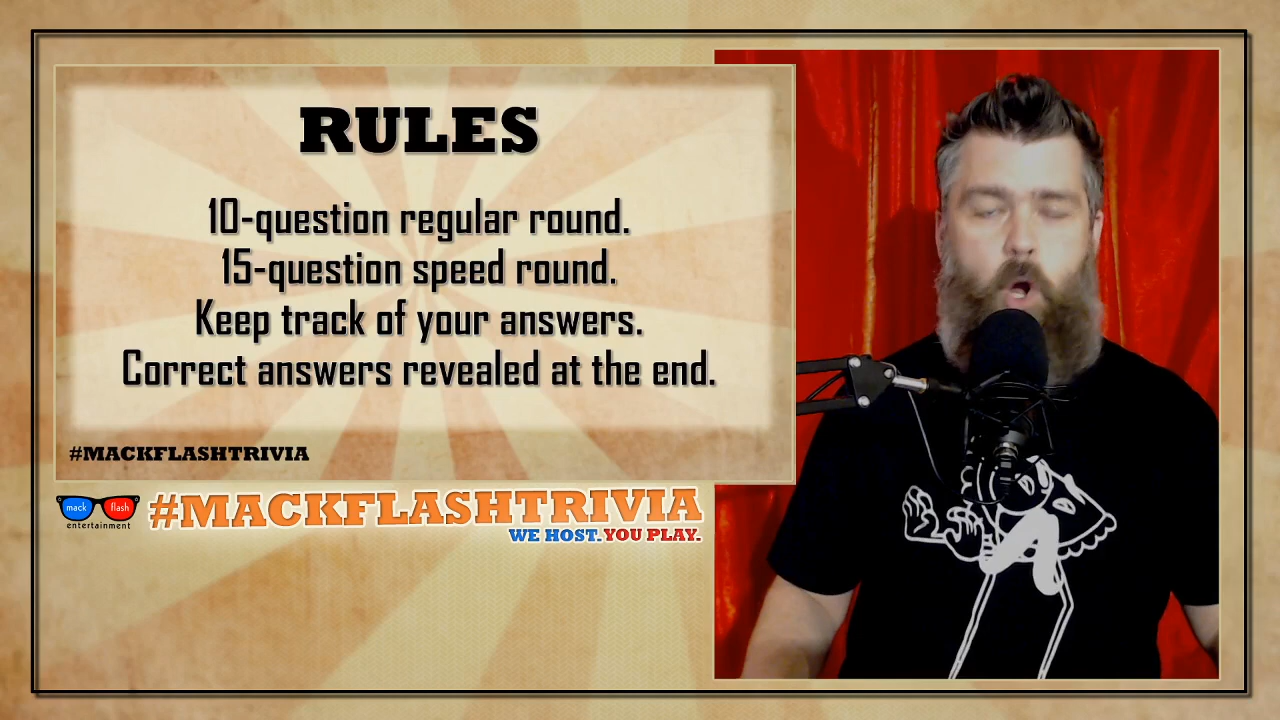 RULES
10-question regular round.
15-question speed round.
Keep track of your answers.
Correct answers revealed at the end.
#MACKFLASHTRIVIA
mack flash
entertainment
#MACKFLASHTRIVIA
WE HOST. YOU PLAY.